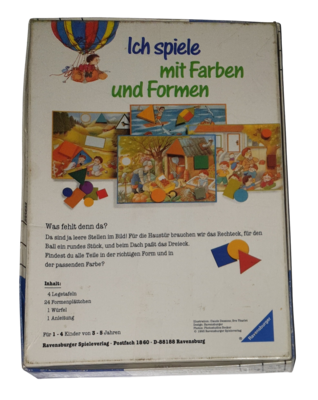 Ich spiele
mit Farben
und Formen
Was fehlt denn da?
Da sind ja leere Stellen im Bild! Für die Haustür brauchen wir das Rechteck, für den
Ball ein rundes Stück, und beim Dach paßt das Dreieck.
Findest du alle Teile in der richtigen Form und in
der passenden Farbe?
Inhalt:
4 Legetafeln
24 Formenplättchen
1 Würfel
1 Anleitung
Für 1 - 4 Kinder von 3 - 5 Jahren
Ravensburger Spieleverlag · Postfach 1860 · D-88188 Ravensburg
Ravensburger